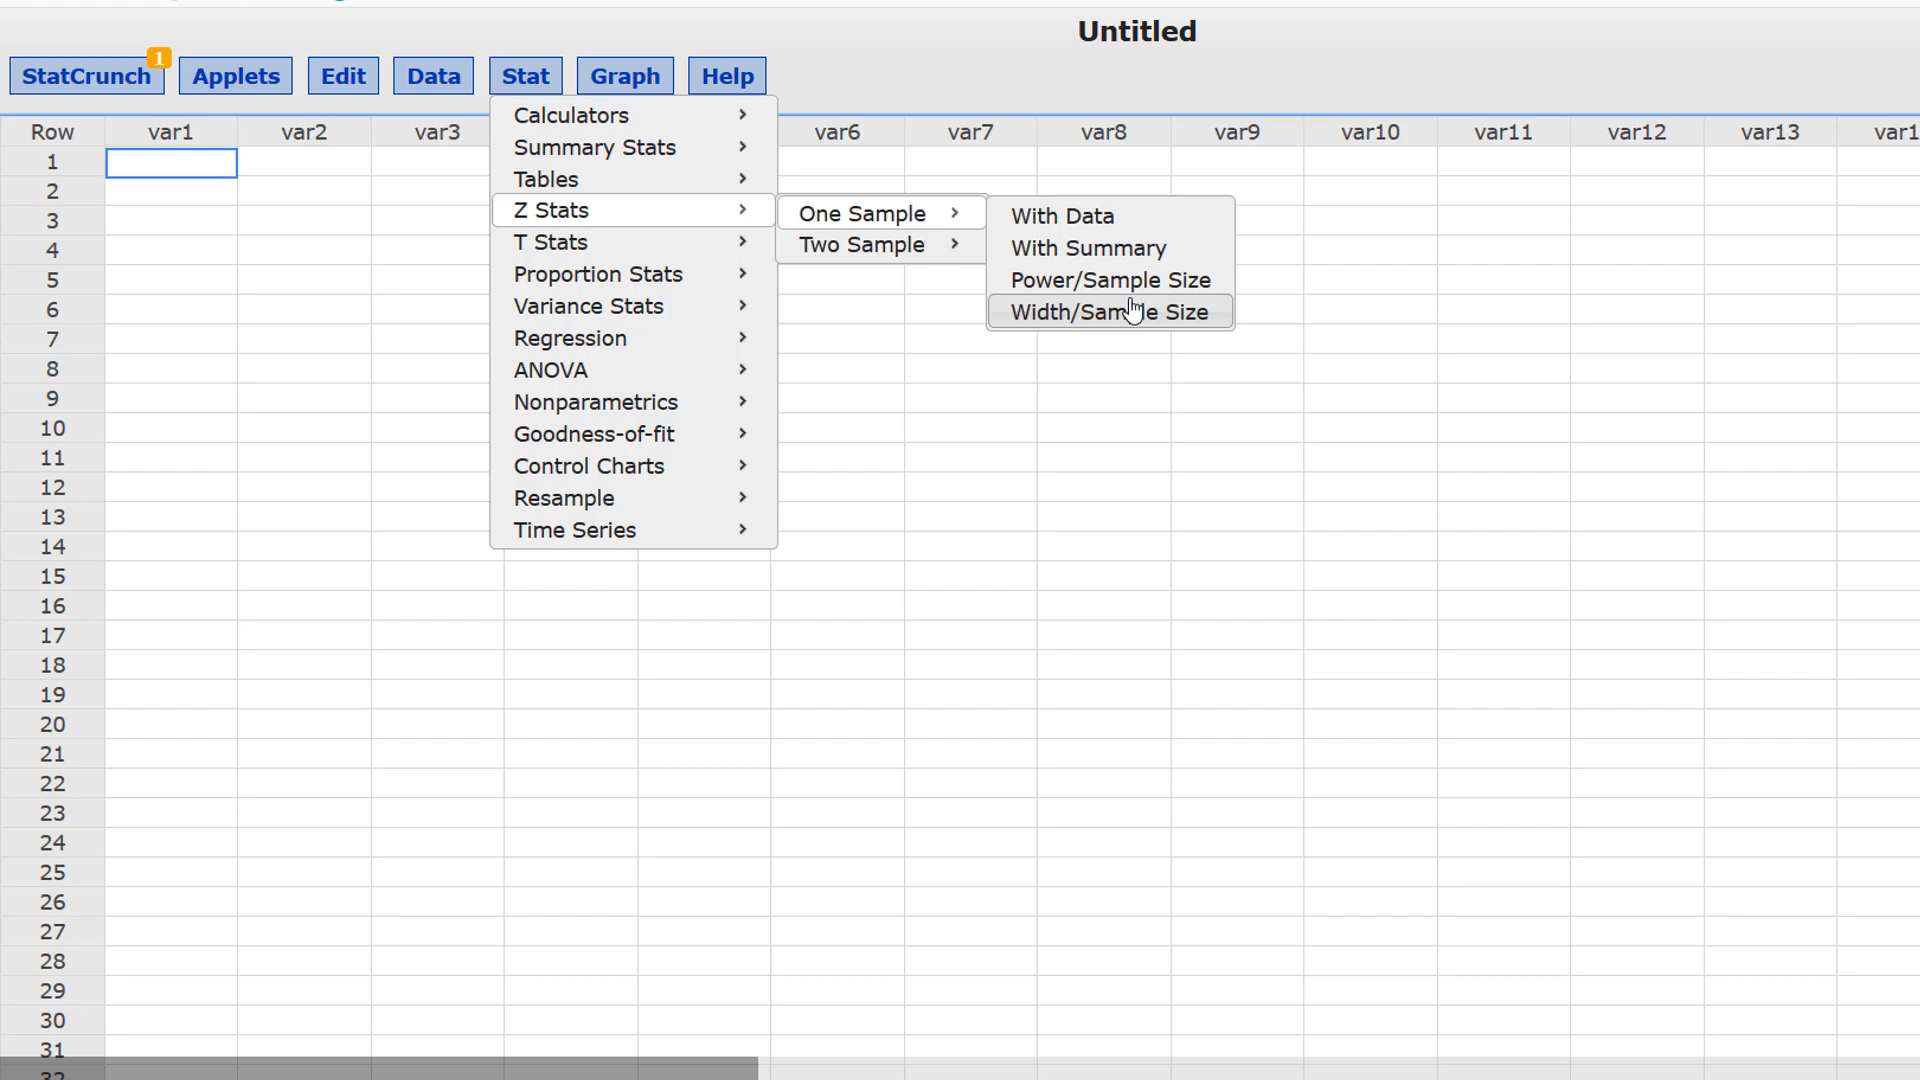 Untitled
StatCrunch 1 Applets Edit Data Stat Graph Help
Row var1 var2 var3 var6 var7 var8 var9 var10 var11 var12 var13 var1
Calculators
Summary Stats
Tables
Z Stats
T Stats
Proportion Stats
Variance Stats
Regression
ANOVA
Nonparametrics
Goodness-of-fit
Control Charts
Resample
Time Series
One Sample
Two Sample
With Data
With Summary
Power/Sample Size
Width/Sample Size
1
2
3
4
5
6
7
8
9
10
11
12
13
14
15
16
17
18
19
20
21
22
23
24
25
26
27
28
29
30
31
32